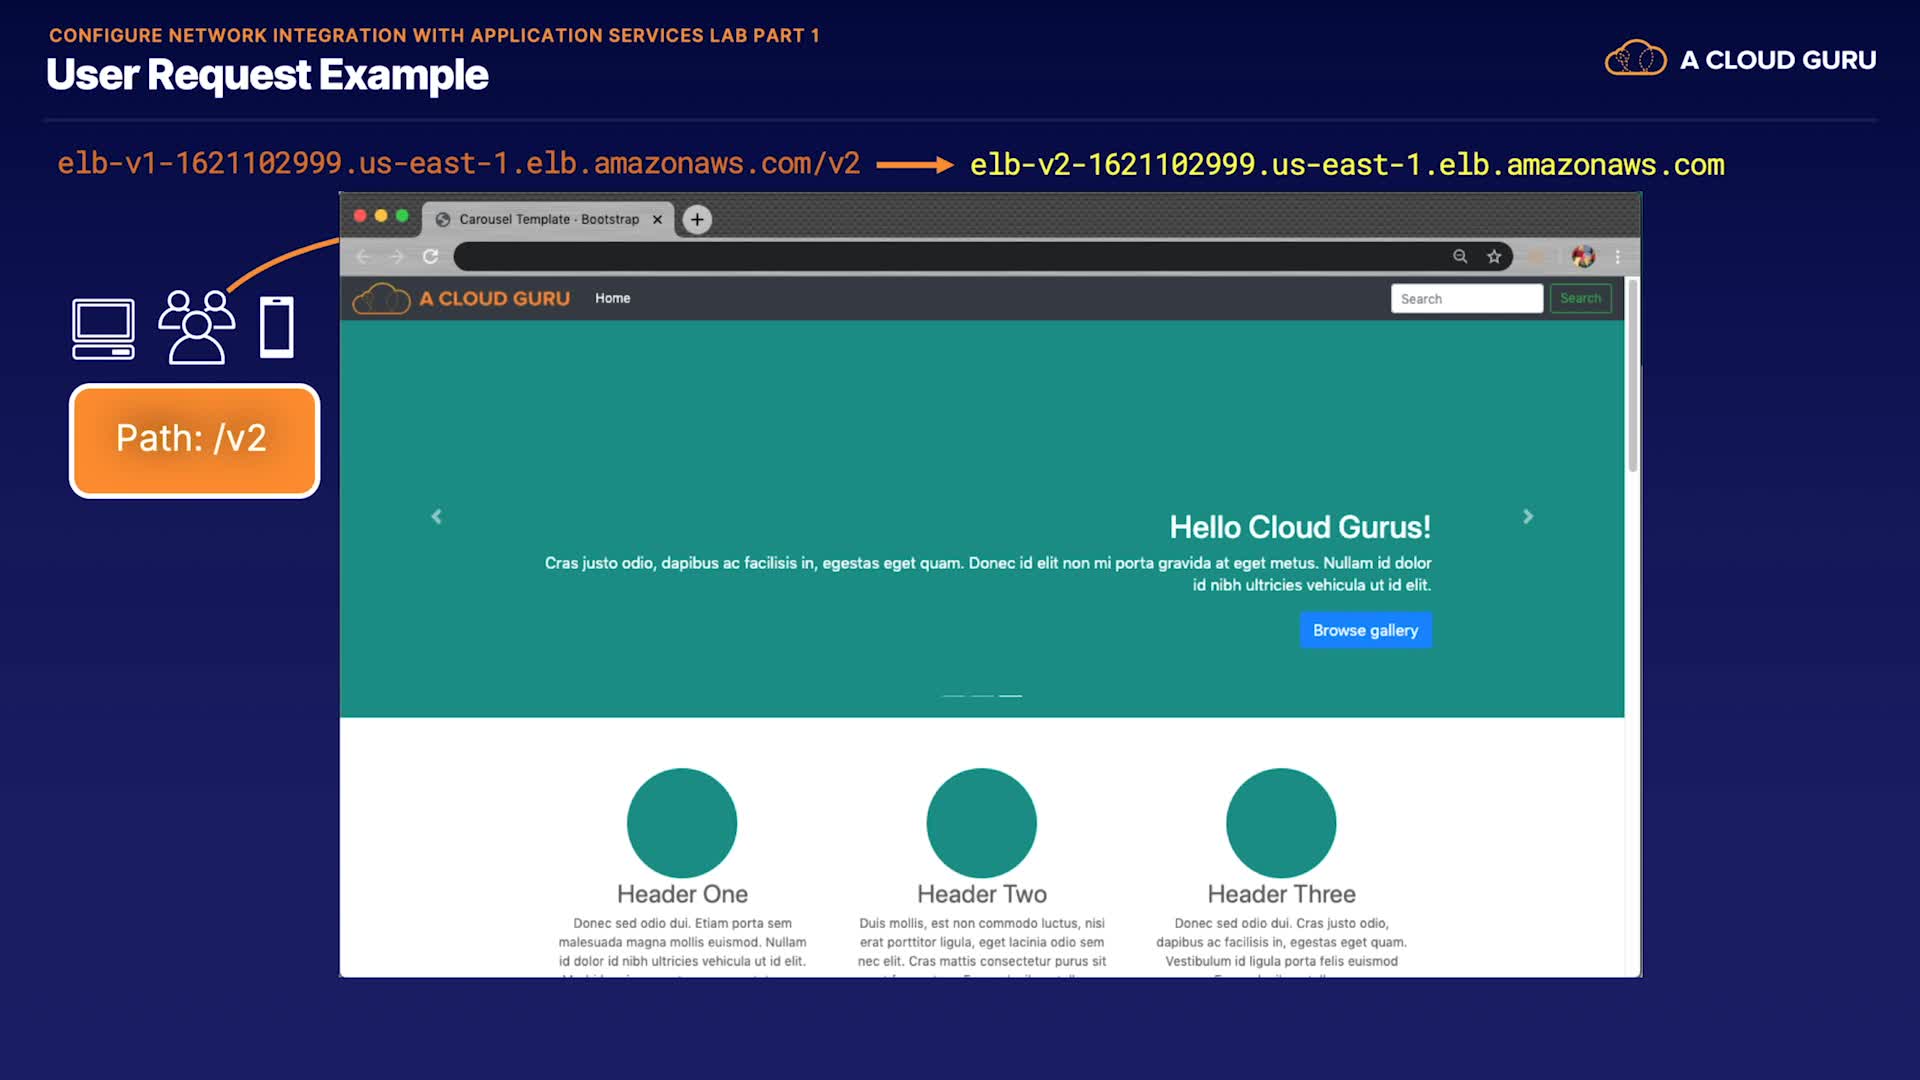 CONFIGURE NETWORK INTEGRATION WITH APPLICATION SERVICES LAB PART 1
User Request Example
A CLOUD GURU
elb-v1-1621102999.us-east-1.elb.amazonaws.com/v2
elb-v2-1621102999.us-east-1.elb.amazonaws.com
Carousel Template · Bootstrap
A CLOUD GURU
Home
Search
Search
Path: /v2
Hello Cloud Gurus!
Cras justo odio, dapibus ac facilisis in, egestas eget quam. Donec id elit non mi porta gravida at eget metus. Nullam id dolor
id nibh ultricies vehicula ut id elit.
Browse gallery
Header One
Donec sed odio dui. Etiam porta sem
malesuada magna mollis euismod. Nullam
id dolor id nibh ultricies vehicula ut id elit.
Header Two
Duis mollis, est non commodo luctus, nisi
erat porttitor ligula, eget lacinia odio sem
nec elit. Cras mattis consectetur purus sit
Header Three
Donec sed odio dui. Cras justo odio,
dapibus ac facilisis in, egestas eget quam.
Vestibulum id ligula porta felis euismod